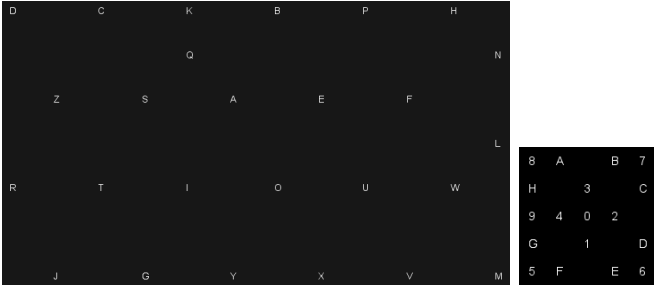 D C K B P H
Q N
Z S A E F
L
R T I O U W
J G Y X V M
8 A B 7
H 3 C
9 4 0 2
G 1 D
5 F E 6